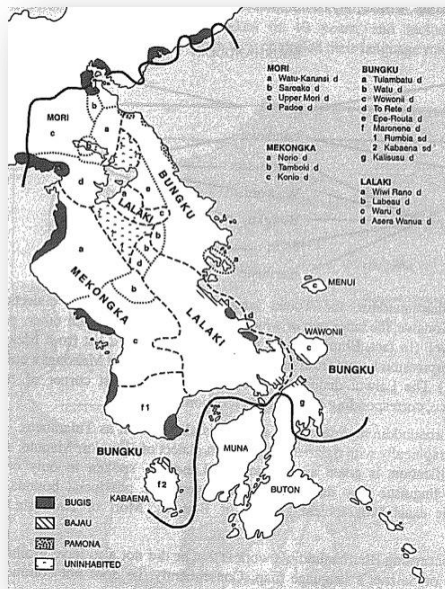 MORI
a Watu-Karunsi d
b Saroako d
c Upper Mori d
d Padoe d
MEKONGKA
a Norio d
b Tamboki d
c Konio d
BUNGKU
a Tulambatu d
b Watu d
c Wowonii d
d To Rete d
e Epe-Routa d
f Maronene d
1 Rumbia sd
2 Kabaena sd
g Kalisusu d
LALAKI
a Wiwi Rano d
b Labeau d
c Waru d
d Asera Wanua d
MORI
c
b
a
d
BUNGKU
LALAKI
a
MEKONGKA
b
c
LALAKI
MENUI
c
WAWONII
c
BUNGKU
f1
g
BUNGKU
MUNA
f2
KABAENA
BUTON
BUGIS
BAJAU
PAMONA
UNINHABITED